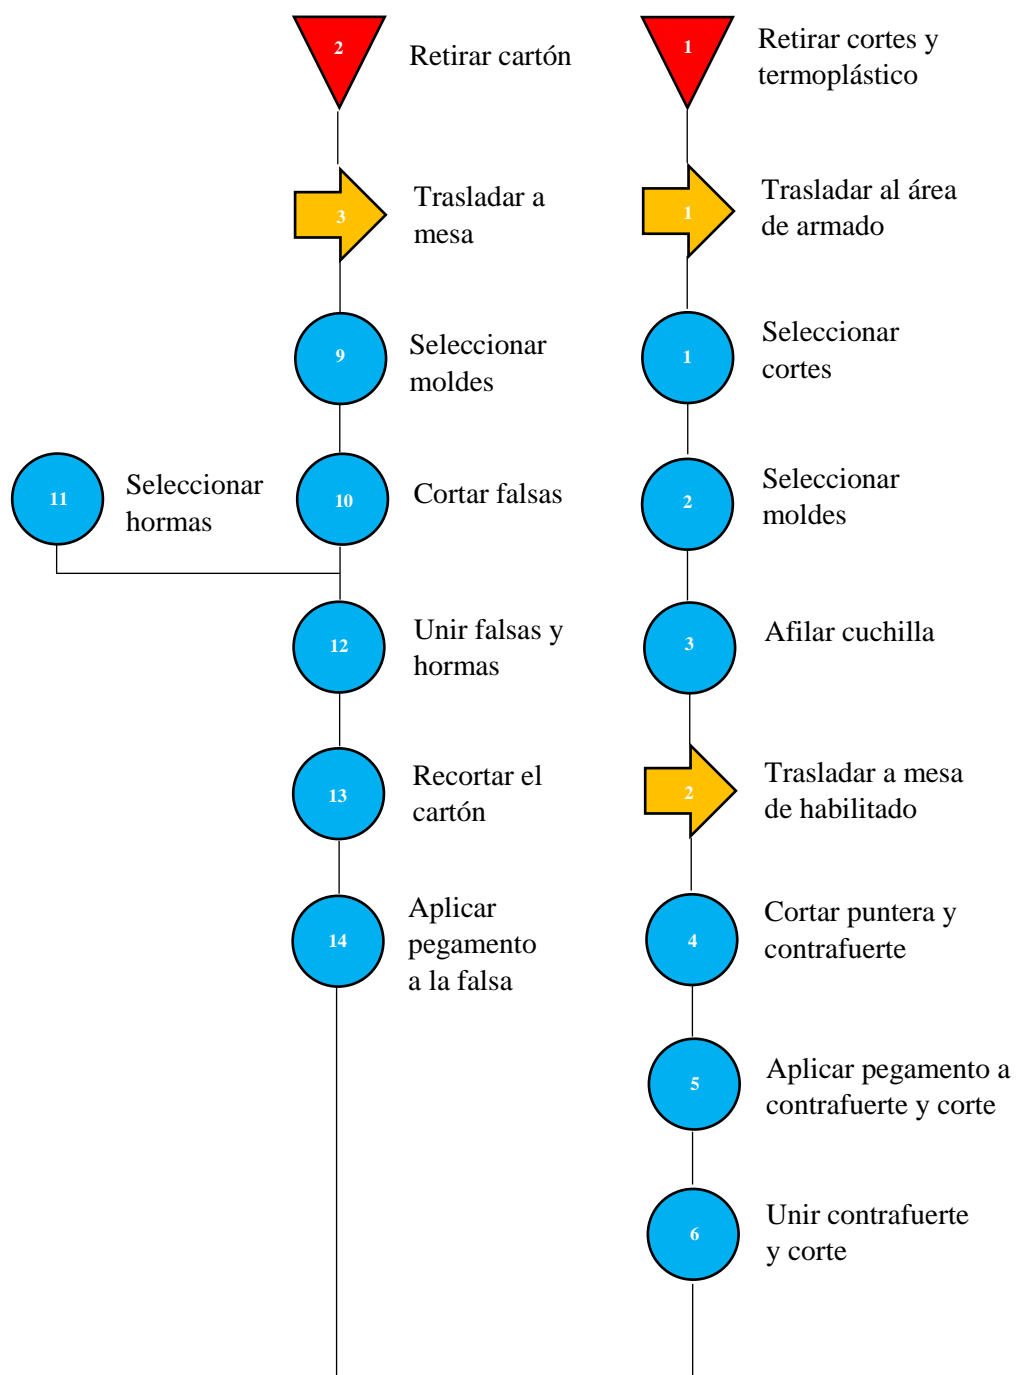 2
Retirar cartón
1
Retirar cortes y
termoplástico
3
Trasladar a
mesa
1
Trasladar al área
de armado
9
Seleccionar
moldes
1
Seleccionar
cortes
11
Seleccionar
hormas
10
Cortar falsas
2
Seleccionar
moldes
12
Unir falsas y
hormas
3
Afilar cuchilla
13
Recortar el
cartón
2
Trasladar a mesa
de habilitado
14
Aplicar
pegamento
a la falsa
4
Cortar puntera y
contrafuerte
5
Aplicar pegamento a
contrafuerte y corte
6
Unir contrafuerte
y corte